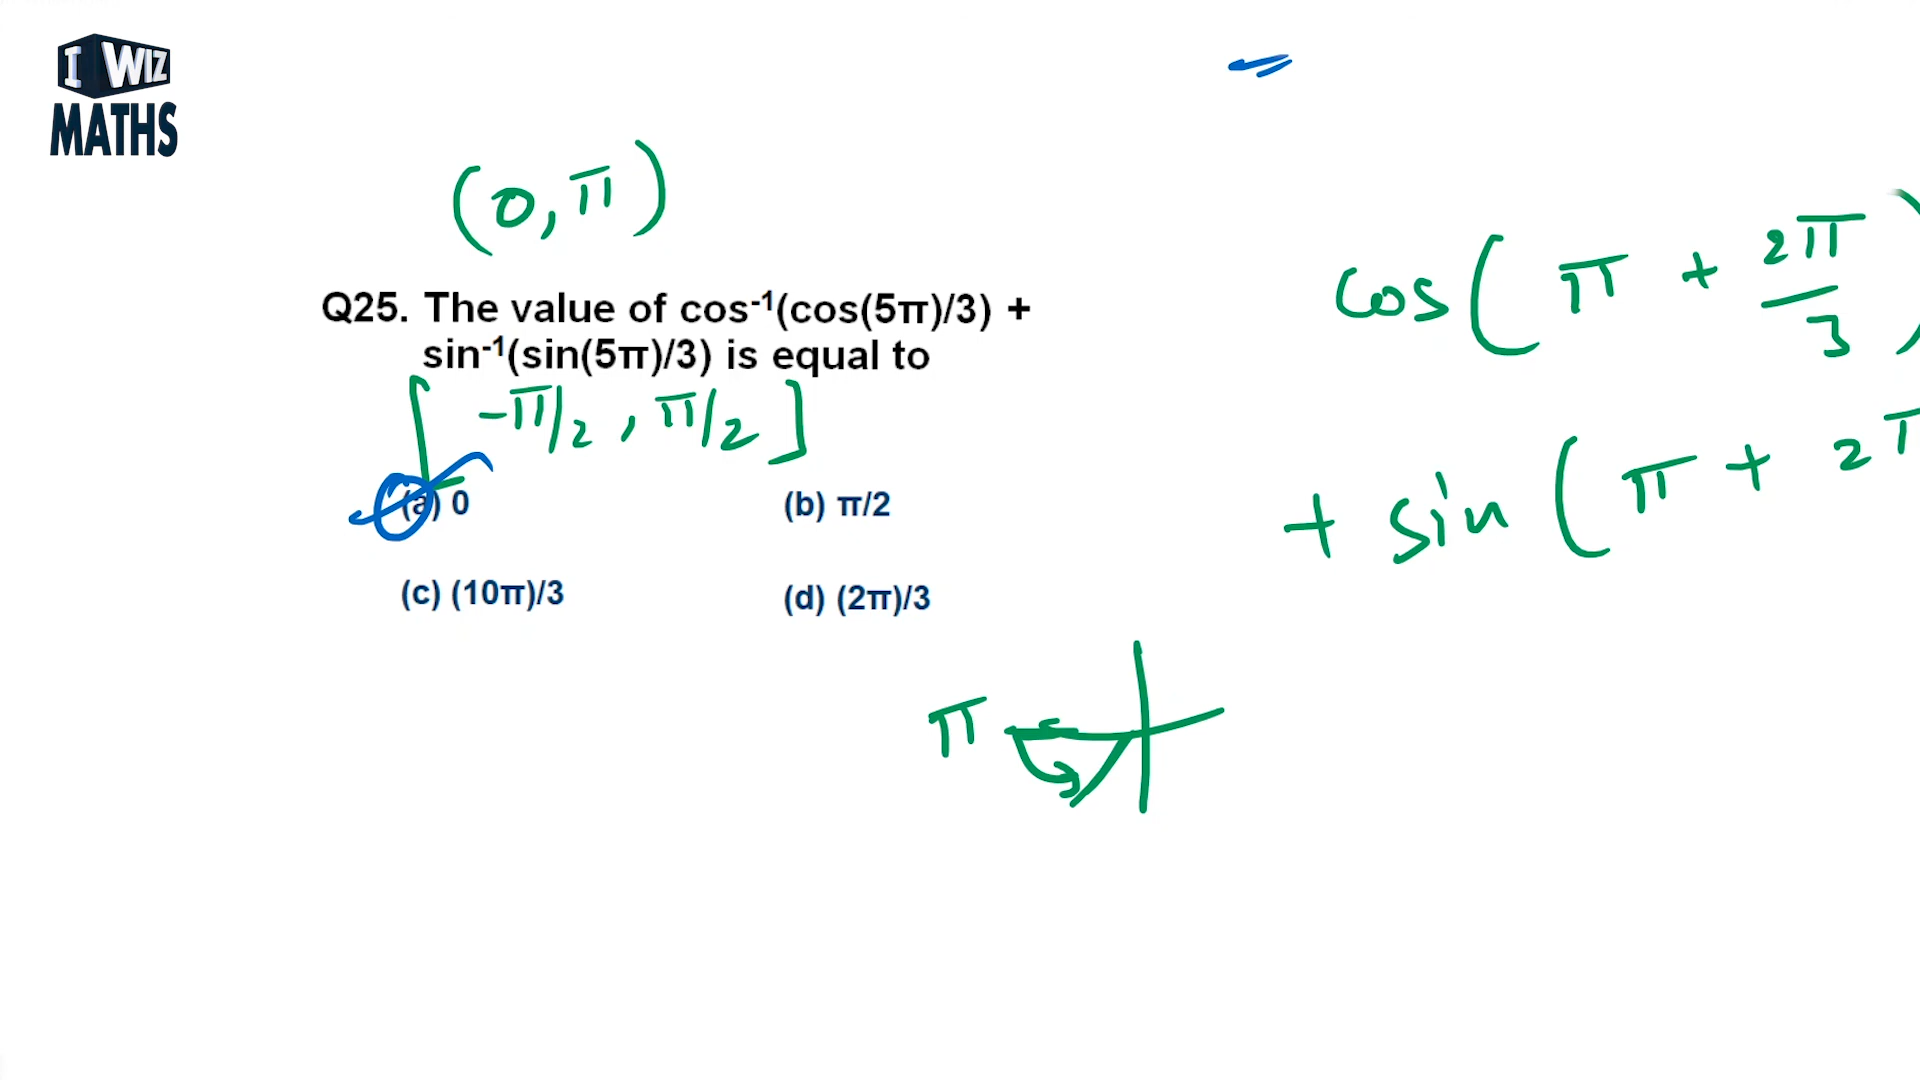 I WIZ
MATHS
(0, π)
Q25. The value of cos⁻¹(cos(5π)/3) +
sin⁻¹(sin(5π)/3) is equal to
[-π/2, π/2]
(a) 0
(b) π/2
(c) (10π)/3
(d) (2π)/3
cos(π + 2π/3)
+ sin(π + 2π
π